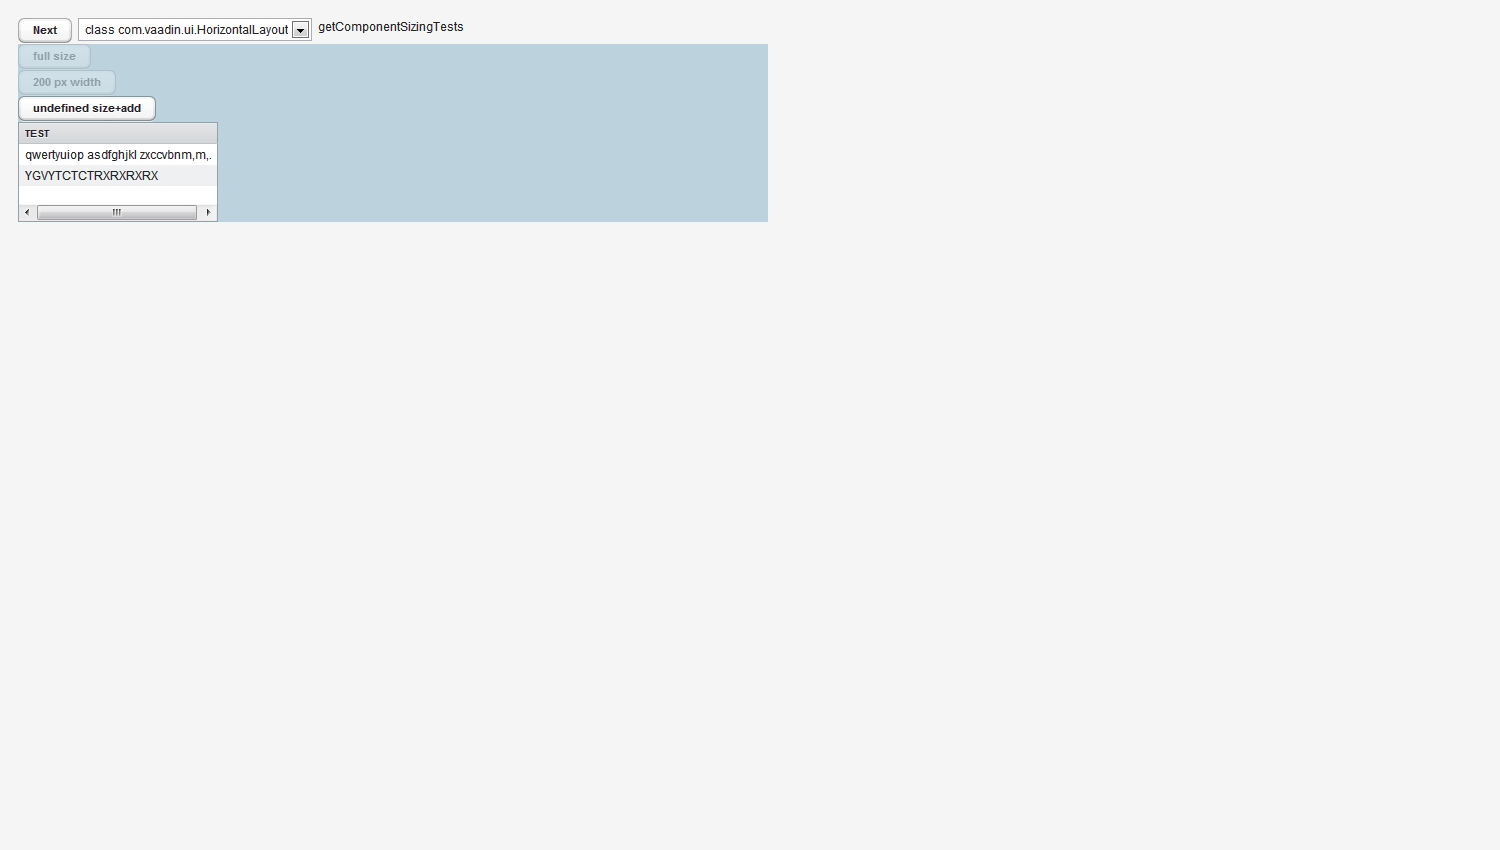 Next class com.vaadin.ui.HorizontalLayout getComponentSizingTests
full size
200 px width
undefined size+add
TEST
qwertyuiop asdfghjkl zxccvbnm,m,.
YGVYTCTCTRXRXRXRX